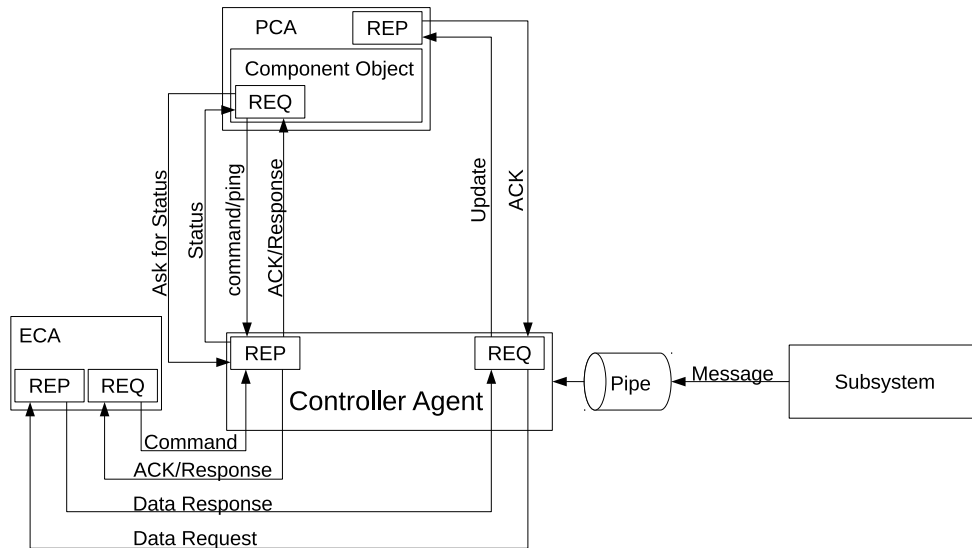 PCA
REP
Component Object
REQ
Ask for Status
Status
command/ping
ACK/Response
Update
ACK
ECA
REP
REQ
REP
REQ
Controller Agent
Pipe
Message
Subsystem
Command
ACK/Response
Data Response
Data Request